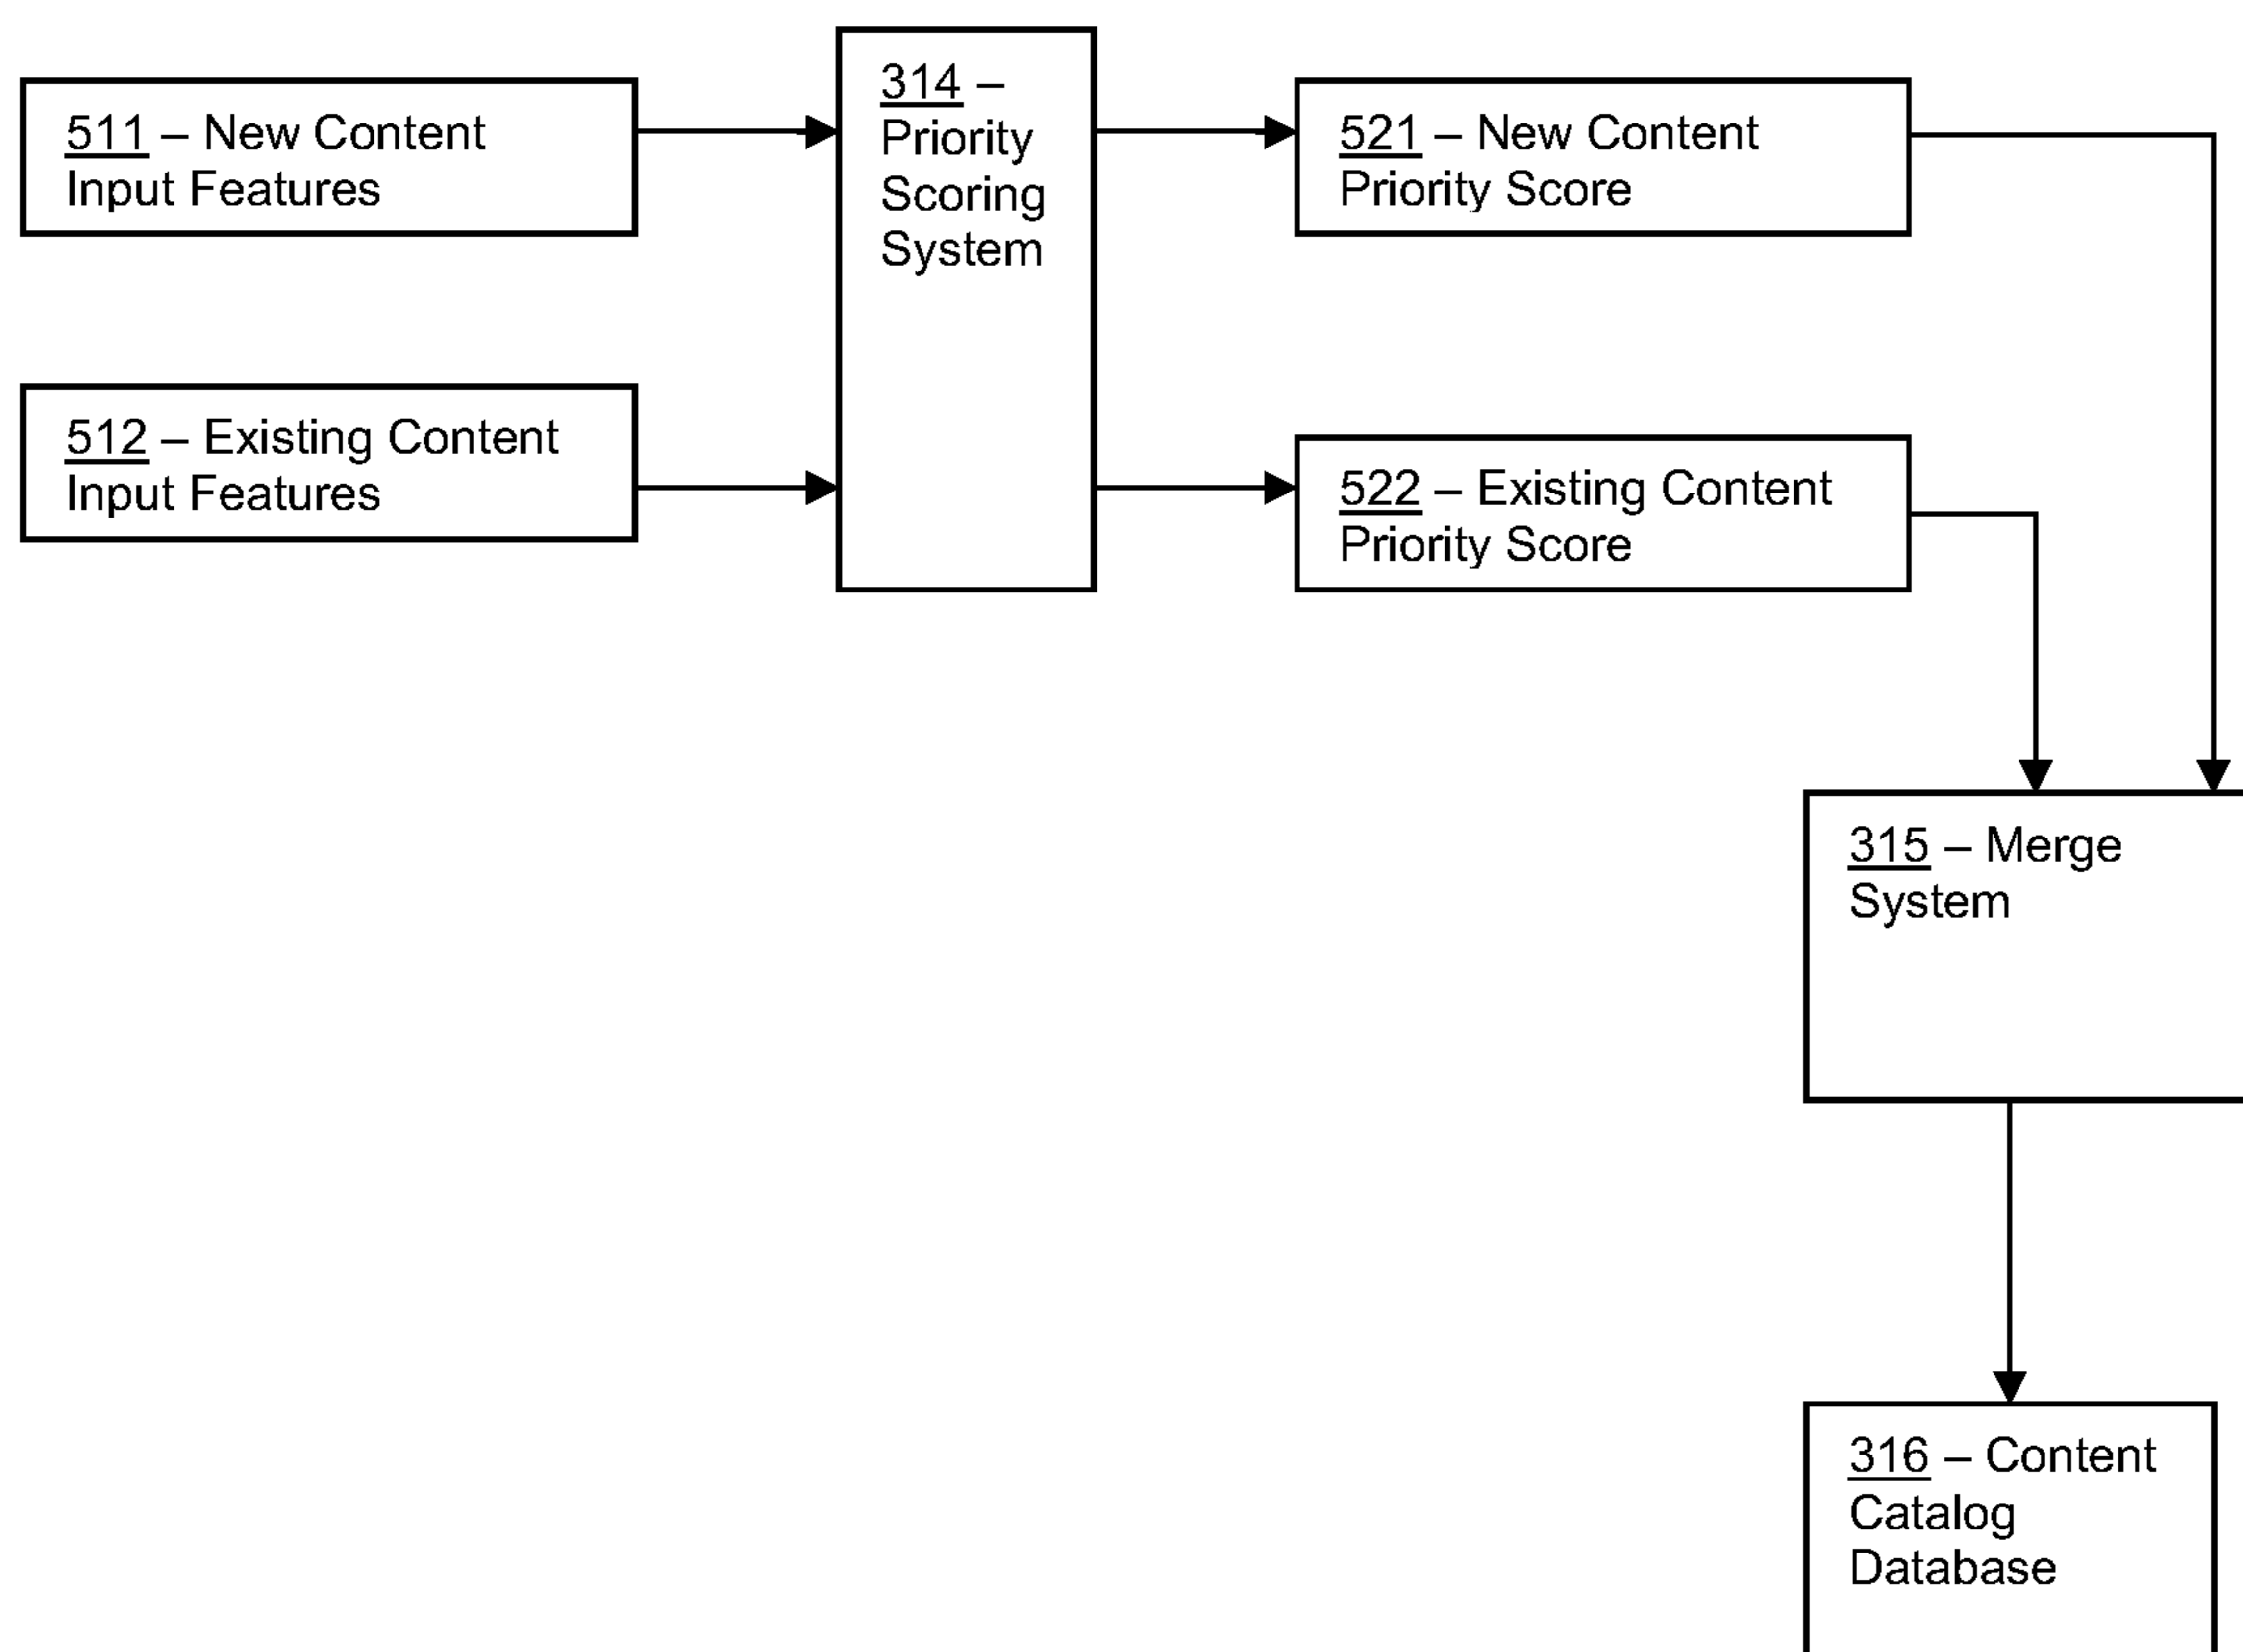 511 – New Content
Input Features
314 –
Priority
Scoring
System
521 – New Content
Priority Score
512 – Existing Content
Input Features
522 – Existing Content
Priority Score
315 – Merge
System
316 – Content
Catalog
Database